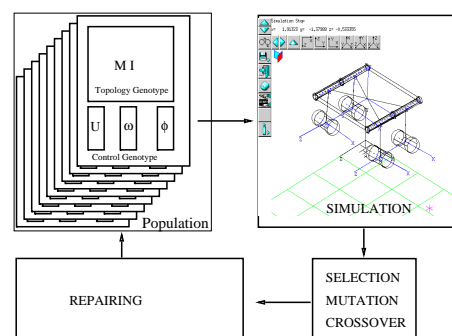 M I
Topology Genotype
U ω ϕ
Control Genotype
Population
Simulation Stop
SIMULATION
REPAIRING
SELECTION
MUTATION
CROSSOVER